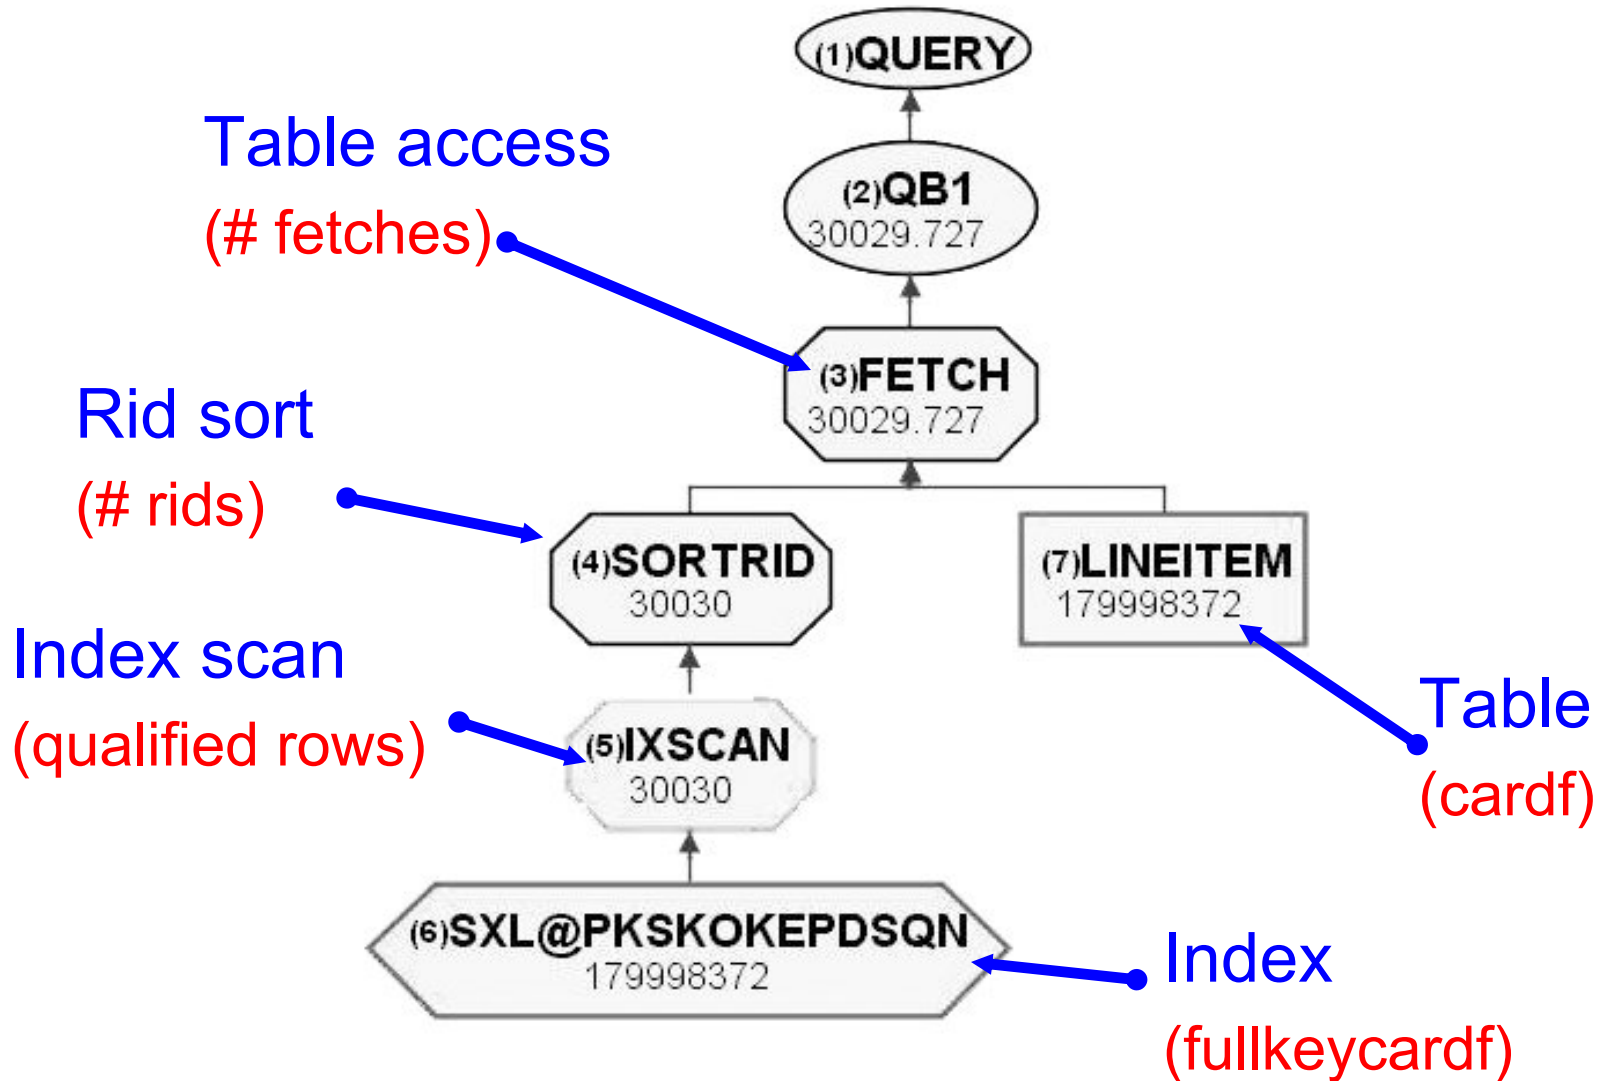 (1)QUERY
Table access
(# fetches)
(2)QB1
30029.727
(3)FETCH
30029.727
Rid sort
(# rids)
(4)SORTRID
30030
(7)LINEITEM
179998372
Index scan
(qualified rows)
(5)IXSCAN
30030
Table
(cardf)
(6)SXL@PKSKOKEPDSQN
179998372
Index
(fullkeycardf)